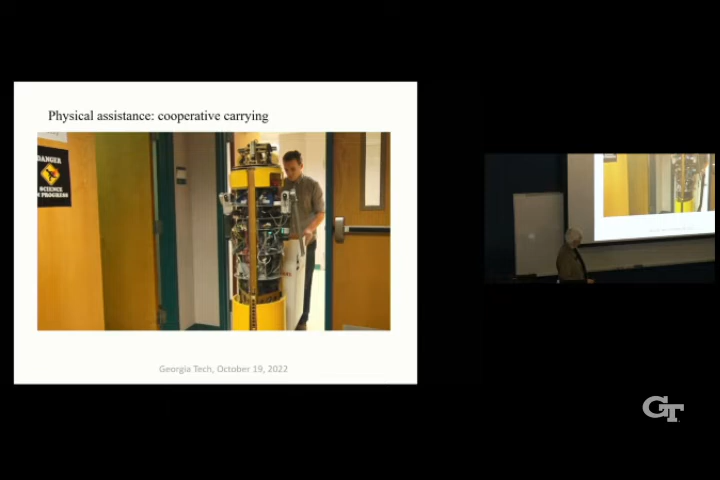 Physical assistance: cooperative carrying
DANGER
SCIENCE
IN PROGRESS
Georgia Tech, October 19, 2022
GT